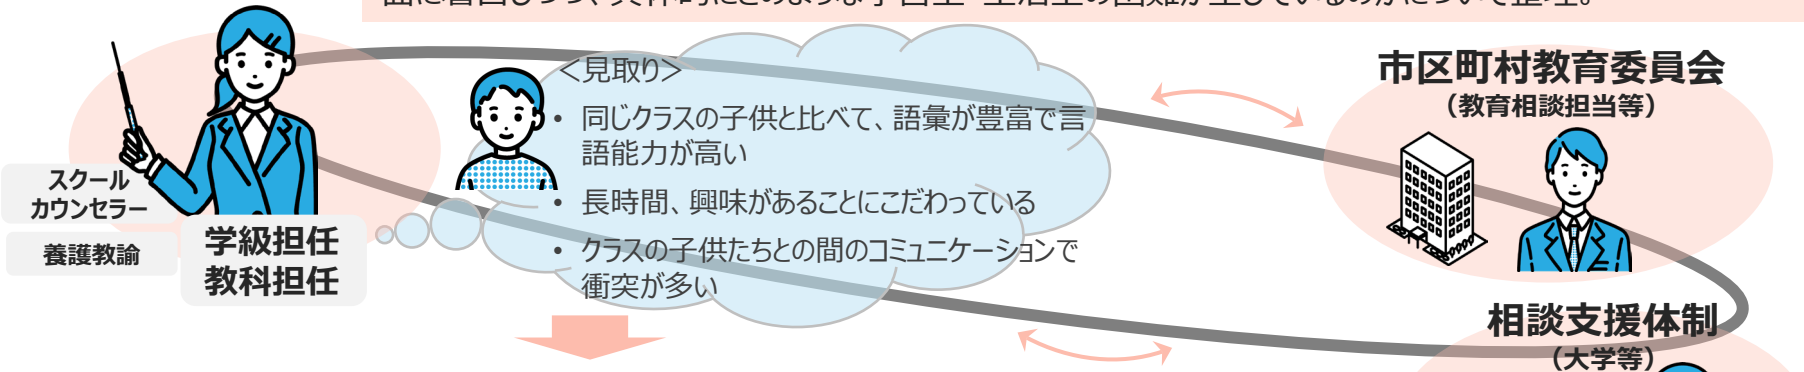 ＜見取り＞
• 同じクラスの子供と比べて、語彙が豊富で言
語能力が高い
• 長時間、興味があることにこだわっている
• クラスの子供たちとの間のコミュニケーションで
衝突が多い
スクール
カウンセラー
養護教諭
学級担任
教科担任
市区町村教育委員会
（教育相談担当等）
相談支援体制
（大学等）